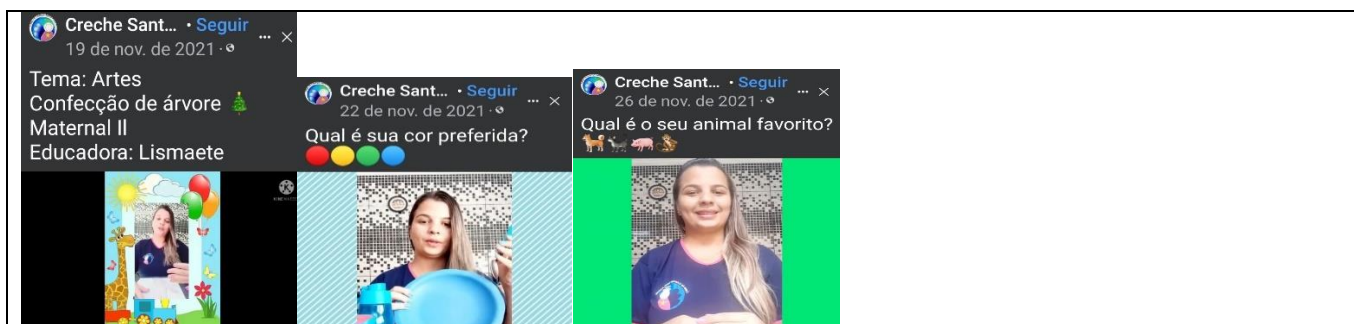 Creche Sant... • Seguir
19 de nov. de 2021 ·
Tema: Artes
Confecção de árvore 🎄
Maternal II
Educadora: Lismaete
Creche Sant... • Seguir
22 de nov. de 2021 ·
Qual é sua cor preferida?
Creche Sant... • Seguir
26 de nov. de 2021 ·
Qual é o seu animal favorito?